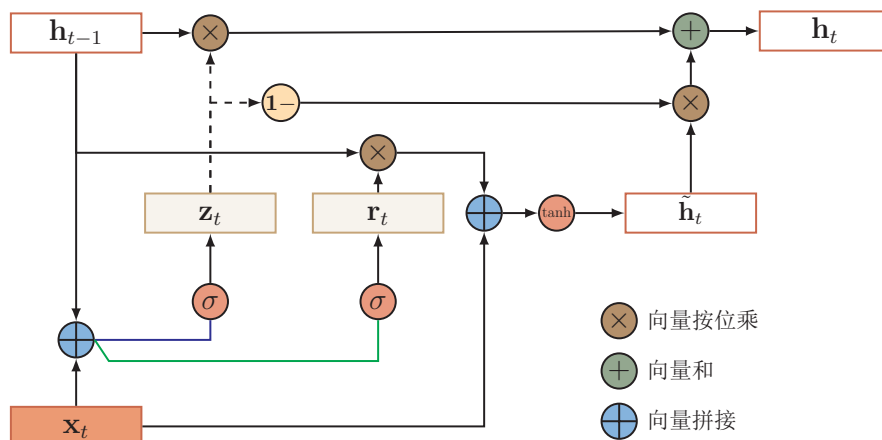 h_{t−1}
×
+
h_t
1−
×
×
z_t
r_t
tanh
h̃_t
σ
σ
× 向量按位乘
+ 向量和
向量拼接
x_t